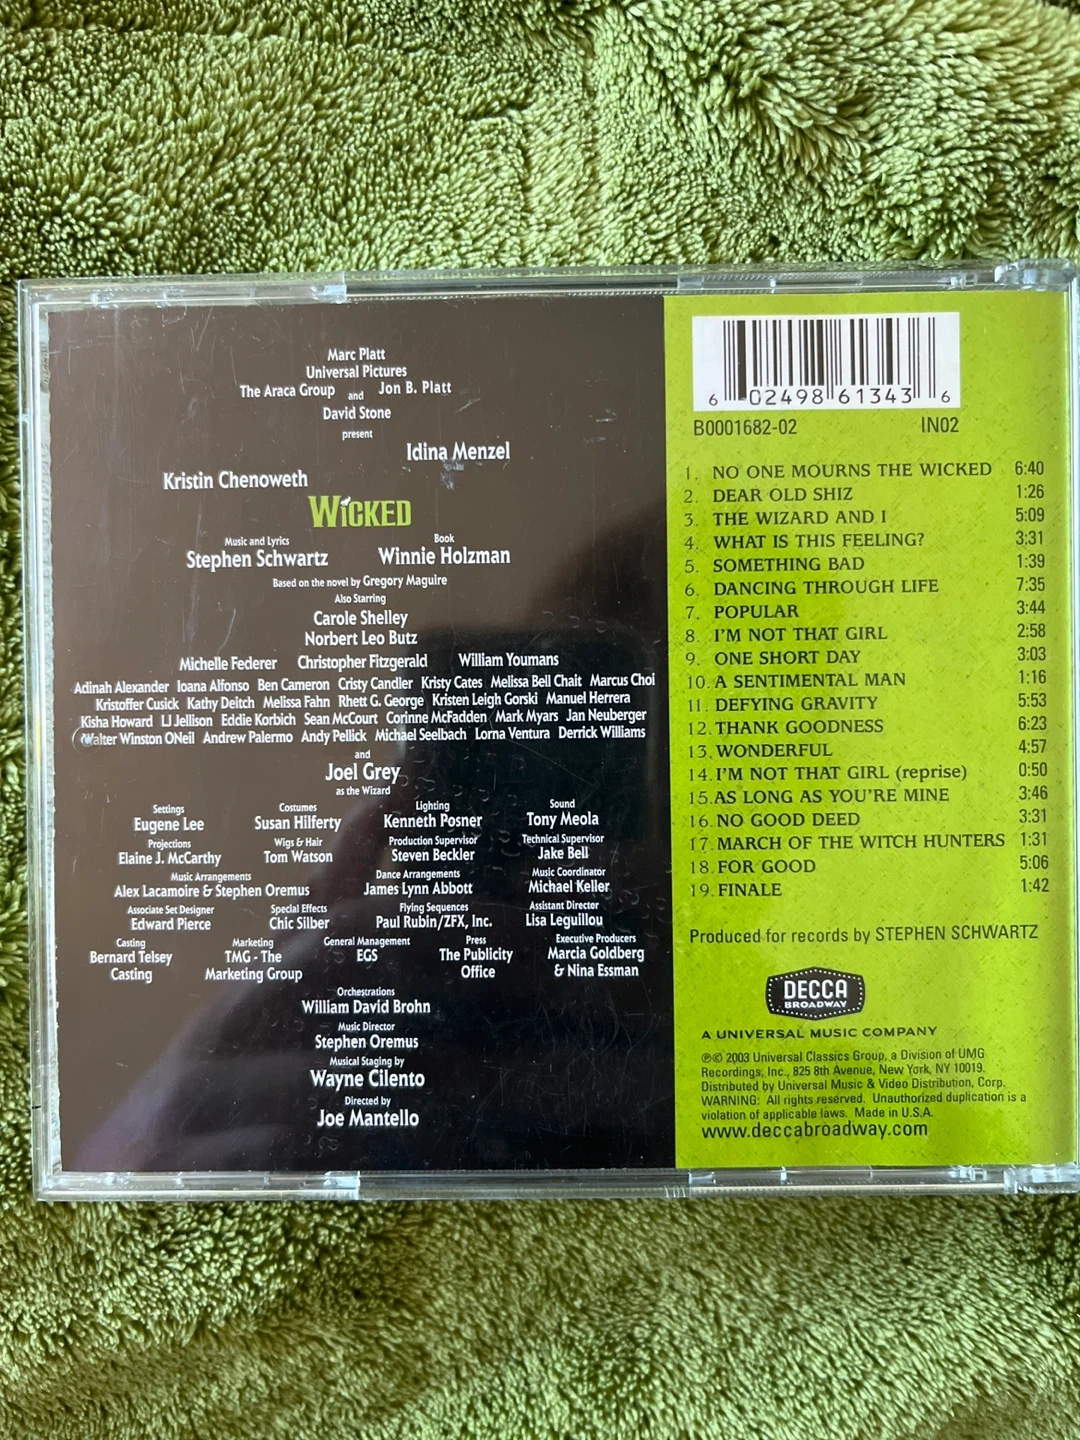 Marc Platt
Universal Pictures
The Araca Group and Jon B. Platt
David Stone
present
Idina Menzel
Kristin Chenoweth
WICKED
Music and Lyrics Book
Stephen Schwartz Winnie Holzman
Based on the novel by Gregory Maguire
Also Starring
Carole Shelley
Norbert Leo Butz
Michelle Federer Christopher Fitzgerald William Youmans
Adinah Alexander Ioana Alfonso Ben Cameron Cristy Candler Kristy Cates Melissa Bell Chait Marcus Choi
Kristoffer Cusick Kathy Deitch Melissa Fahn Rhett G. George Kristen Leigh Gorski Manuel Herrera
Kisha Howard LJ Jellison Eddie Korbich Sean McCourt Corinne McFadden Mark Myars Jan Neuberger
Walter Winston ONeil Andrew Palermo Andy Pellick Michael Seelbach Lorna Ventura Derrick Williams
and
Joel Grey
as the Wizard
Settings Costumes Lighting Sound
Eugene Lee Susan Hilferty Kenneth Posner Tony Meola
Projections Wigs & Hair Production Supervisor Technical Supervisor
Elaine J. McCarthy Tom Watson Steven Beckler Jake Bell
Music Arrangements Dance Arrangements Music Coordinator
Alex Lacamoire & Stephen Oremus James Lynn Abbott Michael Keller
Associate Set Designer Special Effects Flying Sequences Assistant Director
Edward Pierce Chic Silber Paul Rubin/ZFX, Inc. Lisa Leguillou
Casting Marketing General Management Press Executive Producers
Bernard Telsey TMG - The EGS The Publicity Marcia Goldberg
Casting Marketing Group Office & Nina Essman
Orchestrations
William David Brohn
Music Director
Stephen Oremus
Musical Staging by
Wayne Cilento
Directed by
Joe Mantello
6 02498 61343 6
B0001682-02 IN02
1. NO ONE MOURNS THE WICKED 6:40
2. DEAR OLD SHIZ 1:26
3. THE WIZARD AND I 5:09
4. WHAT IS THIS FEELING? 3:31
5. SOMETHING BAD 1:39
6. DANCING THROUGH LIFE 7:35
7. POPULAR 3:44
8. I'M NOT THAT GIRL 2:58
9. ONE SHORT DAY 3:03
10. A SENTIMENTAL MAN 1:16
11. DEFYING GRAVITY 5:53
12. THANK GOODNESS 6:23
13. WONDERFUL 4:57
14. I'M NOT THAT GIRL (reprise) 0:50
15. AS LONG AS YOU'RE MINE 3:46
16. NO GOOD DEED 3:31
17. MARCH OF THE WITCH HUNTERS 1:31
18. FOR GOOD 5:06
19. FINALE 1:42
Produced for records by STEPHEN SCHWARTZ
DECCA
BROADWAY
A UNIVERSAL MUSIC COMPANY
℗© 2003 Universal Classics Group, a Division of UMG
Recordings, Inc., 825 8th Avenue, New York, NY 10019.
Distributed by Universal Music & Video Distribution, Corp.
WARNING: All rights reserved. Unauthorized duplication is a
violation of applicable laws. Made in U.S.A.
www.deccabroadway.com